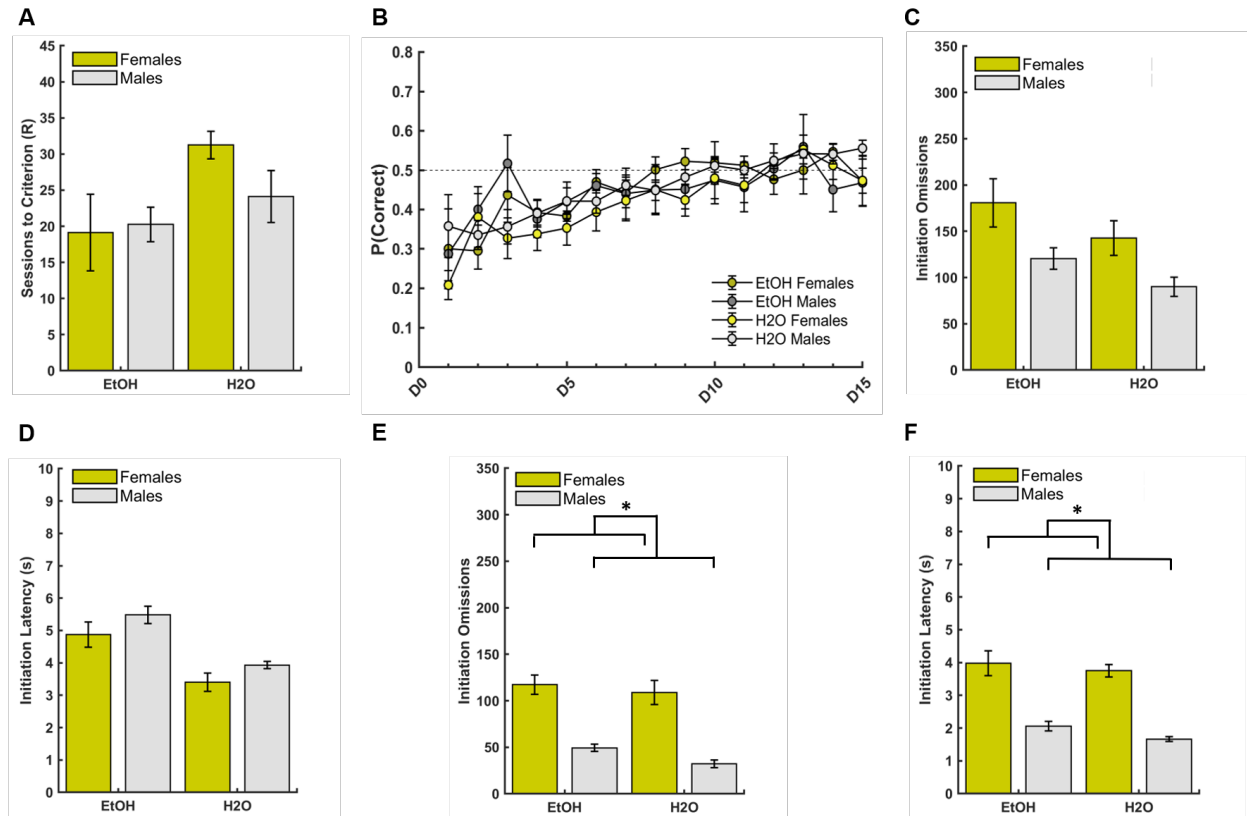 A
Sessions to Criterion (R)
45
40
35
30
25
20
15
10
5
0
Females
Males
EtOH
H2O
B
P(Correct)
0.8
0.7
0.6
0.5
0.4
0.3
0.2
0.1
0
EtOH Females
EtOH Males
H2O Females
H2O Males
D0
D5
D10
D15
C
Initiation Omissions
350
300
250
200
150
100
50
0
Females
Males
EtOH
H2O
D
Initiation Latency (s)
10
9
8
7
6
5
4
3
2
1
0
Females
Males
EtOH
H2O
E
Initiation Omissions
350
300
250
200
150
100
50
0
Females
Males
*
EtOH
H2O
F
Initiation Latency (s)
10
9
8
7
6
5
4
3
2
1
0
Females
Males
*
EtOH
H2O